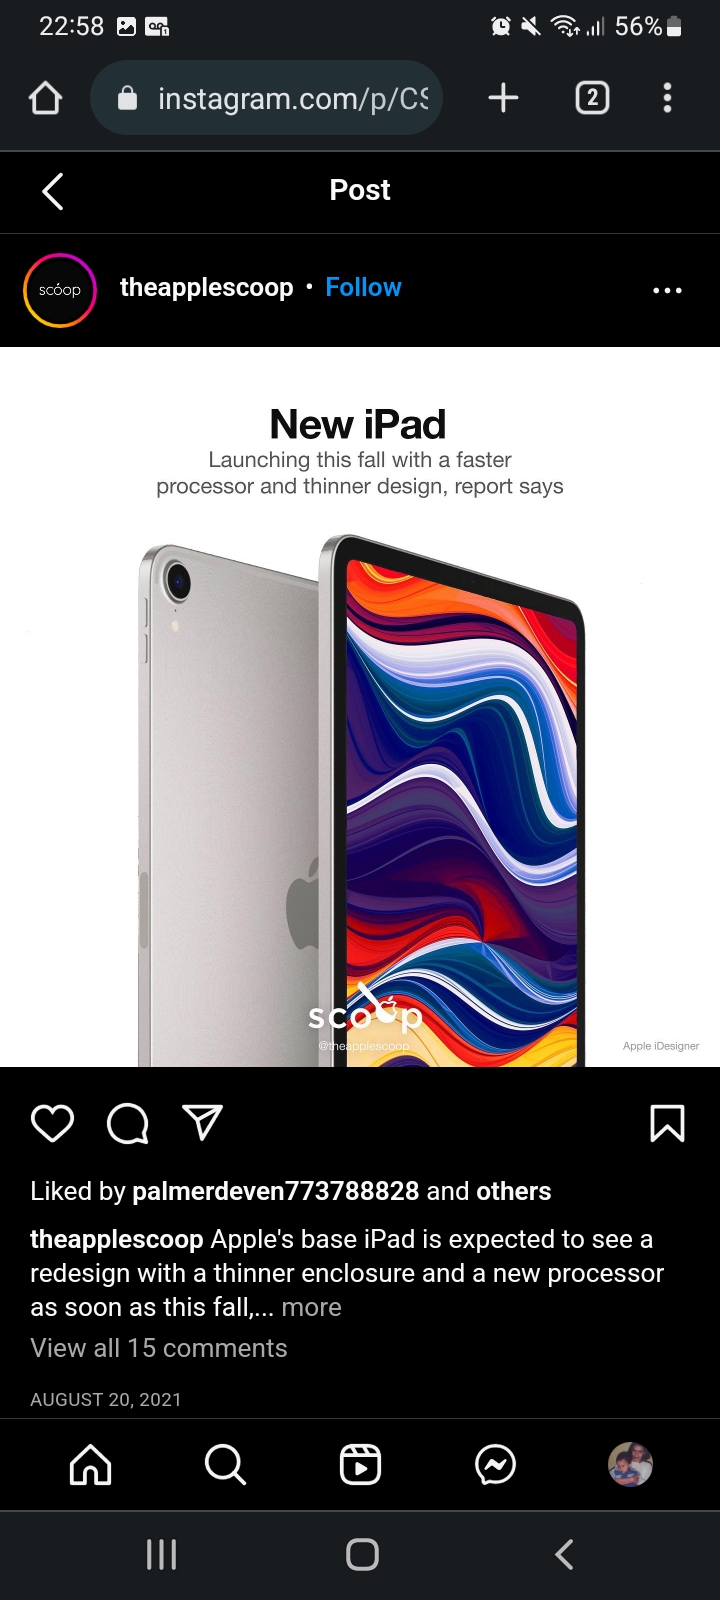 22:58
56%
instagram.com/p/CS
2
Post
scóop
theapplescoop • Follow
New iPad
Launching this fall with a faster
processor and thinner design, report says
scoop
@theapplescoop
Apple iDesigner
Liked by palmerdeven773788828 and others
theapplescoop Apple's base iPad is expected to see a
redesign with a thinner enclosure and a new processor
as soon as this fall,... more
View all 15 comments
AUGUST 20, 2021